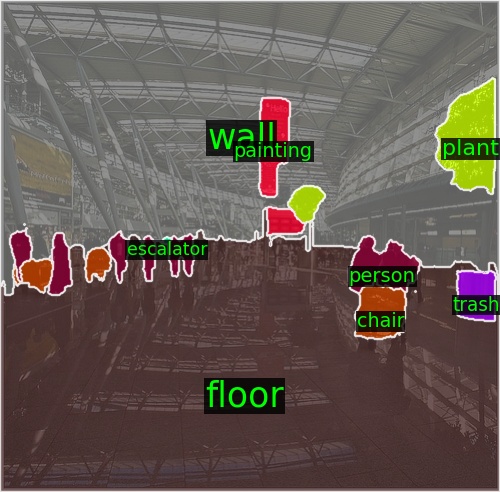 wall
painting
plant
escalator
person
trash
chair
floor